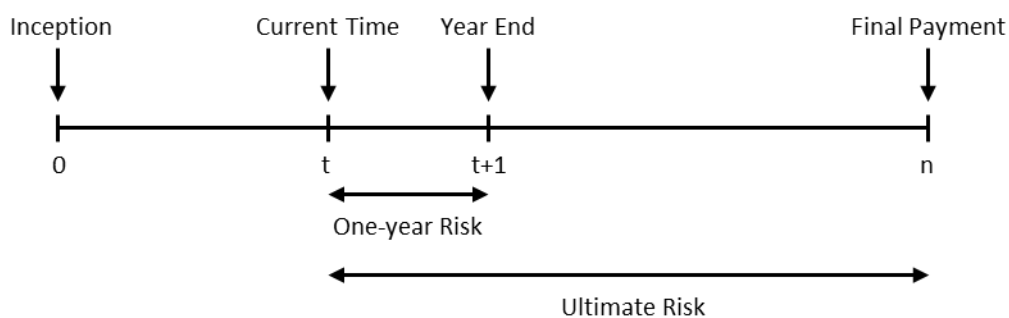 Inception
Current Time
Year End
Final Payment
0
t
t+1
n
One-year Risk
Ultimate Risk